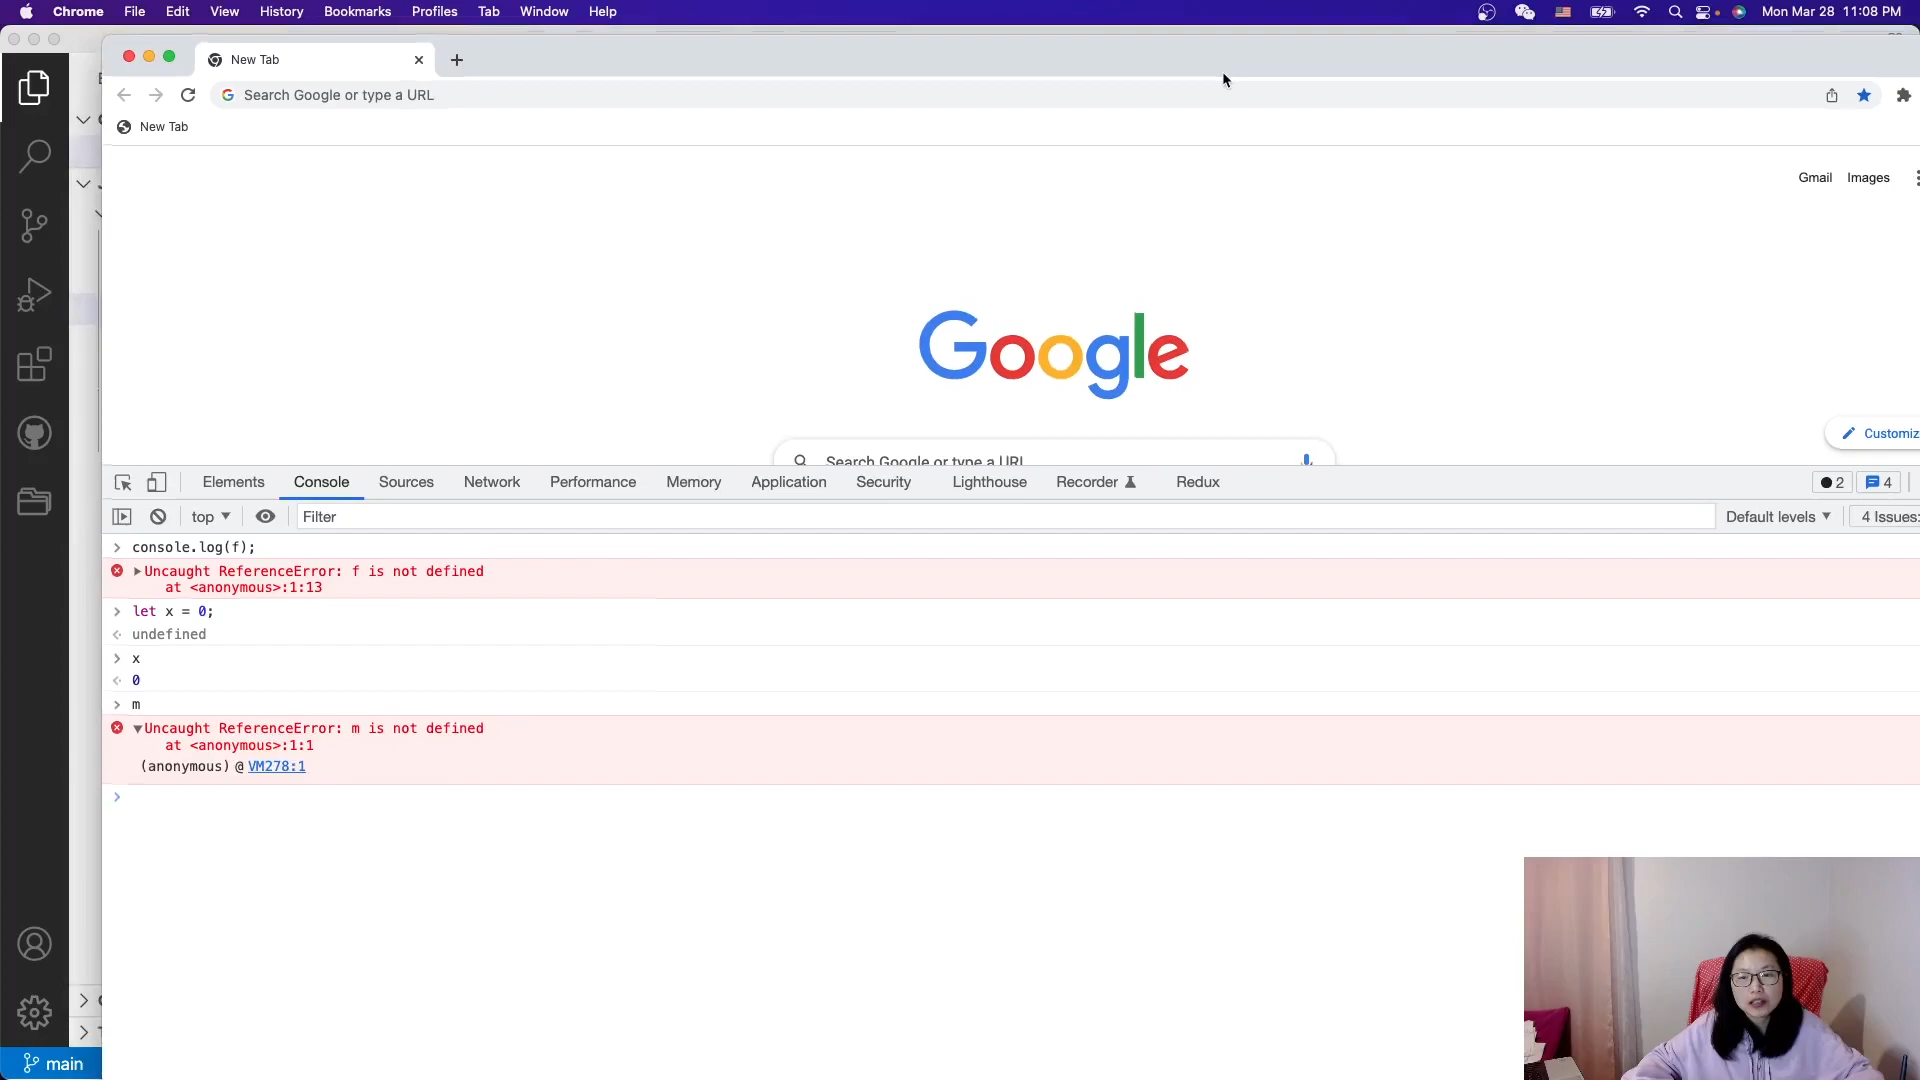 Chrome File Edit View History Bookmarks Profiles Tab Window Help Mon Mar 28 11:08 PM
New Tab
Search Google or type a URL
New Tab
Gmail Images
Google
Customiz
Search Google or type a URL
Elements Console Sources Network Performance Memory Application Security Lighthouse Recorder Redux 2 4
top Filter Default levels 4 Issues:
console.log(f);
Uncaught ReferenceError: f is not defined
at <anonymous>:1:13
let x = 0;
undefined
x
0
m
Uncaught ReferenceError: m is not defined
at <anonymous>:1:1
(anonymous) @ VM278:1
main